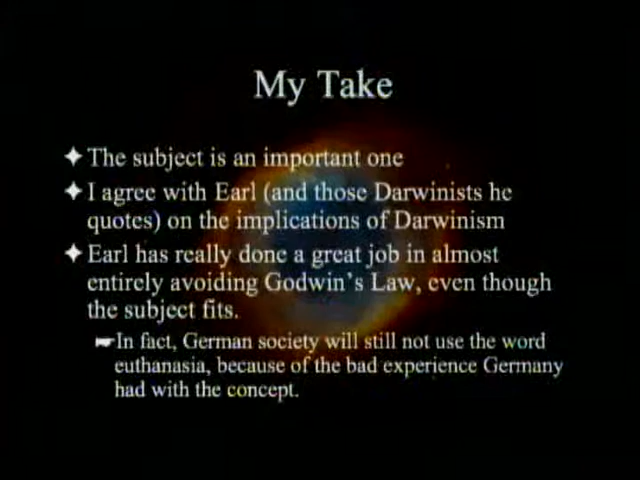 My Take
The subject is an important one
I agree with Earl (and those Darwinists he
quotes) on the implications of Darwinism
Earl has really done a great job in almost
entirely avoiding Godwin's Law, even though
the subject fits.
In fact, German society will still not use the word
euthanasia, because of the bad experience Germany
had with the concept.